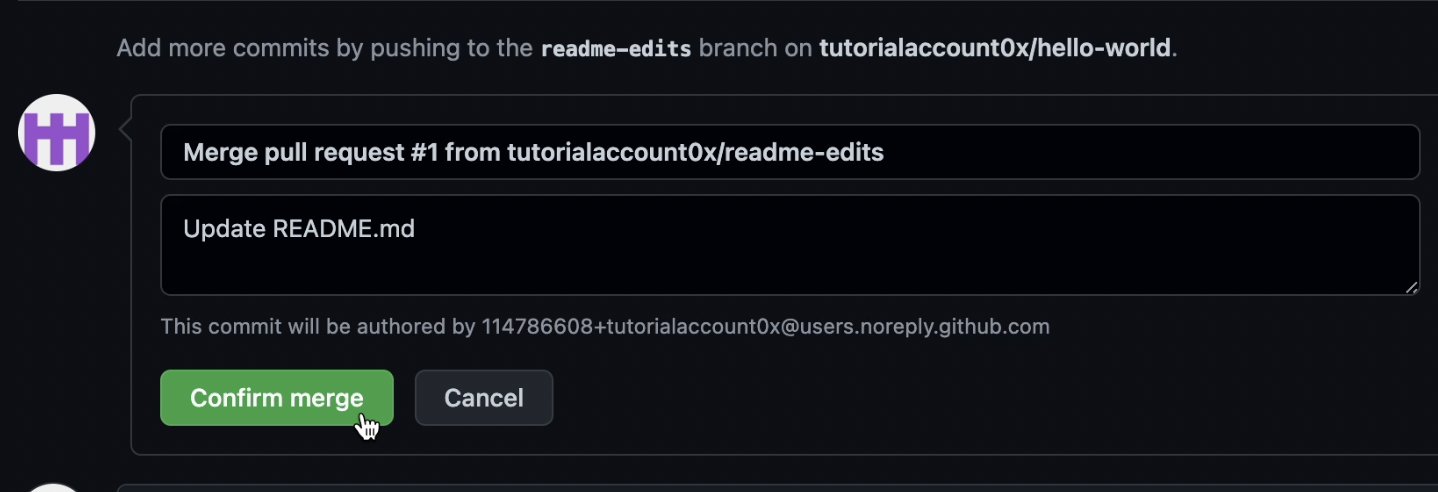 Add more commits by pushing to the readme-edits branch on tutorialaccount0x/hello-world.
Merge pull request #1 from tutorialaccount0x/readme-edits
Update README.md
This commit will be authored by 114786608+tutorialaccount0x@users.noreply.github.com
Confirm merge
Cancel